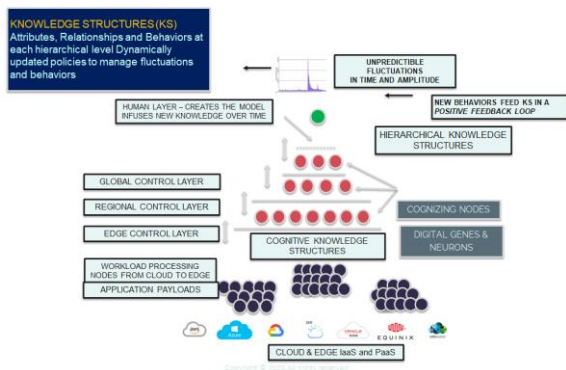 KNOWLEDGE STRUCTURES (KS)
Attributes, Relationships and Behaviors at
each hierarchical level Dynamically
updated policies to manage fluctuations
and behaviors
UNPREDICTIBLE
FLUCTUATIONS
IN TIME AND AMPLITUDE
NEW BEHAVIORS FEED KS IN A
POSITIVE FEEDBACK LOOP
HUMAN LAYER – CREATES THE MODEL
INFUSES NEW KNOWLEDGE OVER TIME
HIERARCHICAL KNOWLEDGE
STRUCTURES
GLOBAL CONTROL LAYER
REGIONAL CONTROL LAYER
EDGE CONTROL LAYER
COGNIZING NODES
DIGITAL GENES &
NEURONS
COGNITIVE KNOWLEDGE
STRUCTURES
WORKLOAD PROCESSING
NODES FROM CLOUD TO EDGE
APPLICATION PAYLOADS
aws
Azure
ORACLE
EQUINIX
CLOUD & EDGE IaaS and PaaS